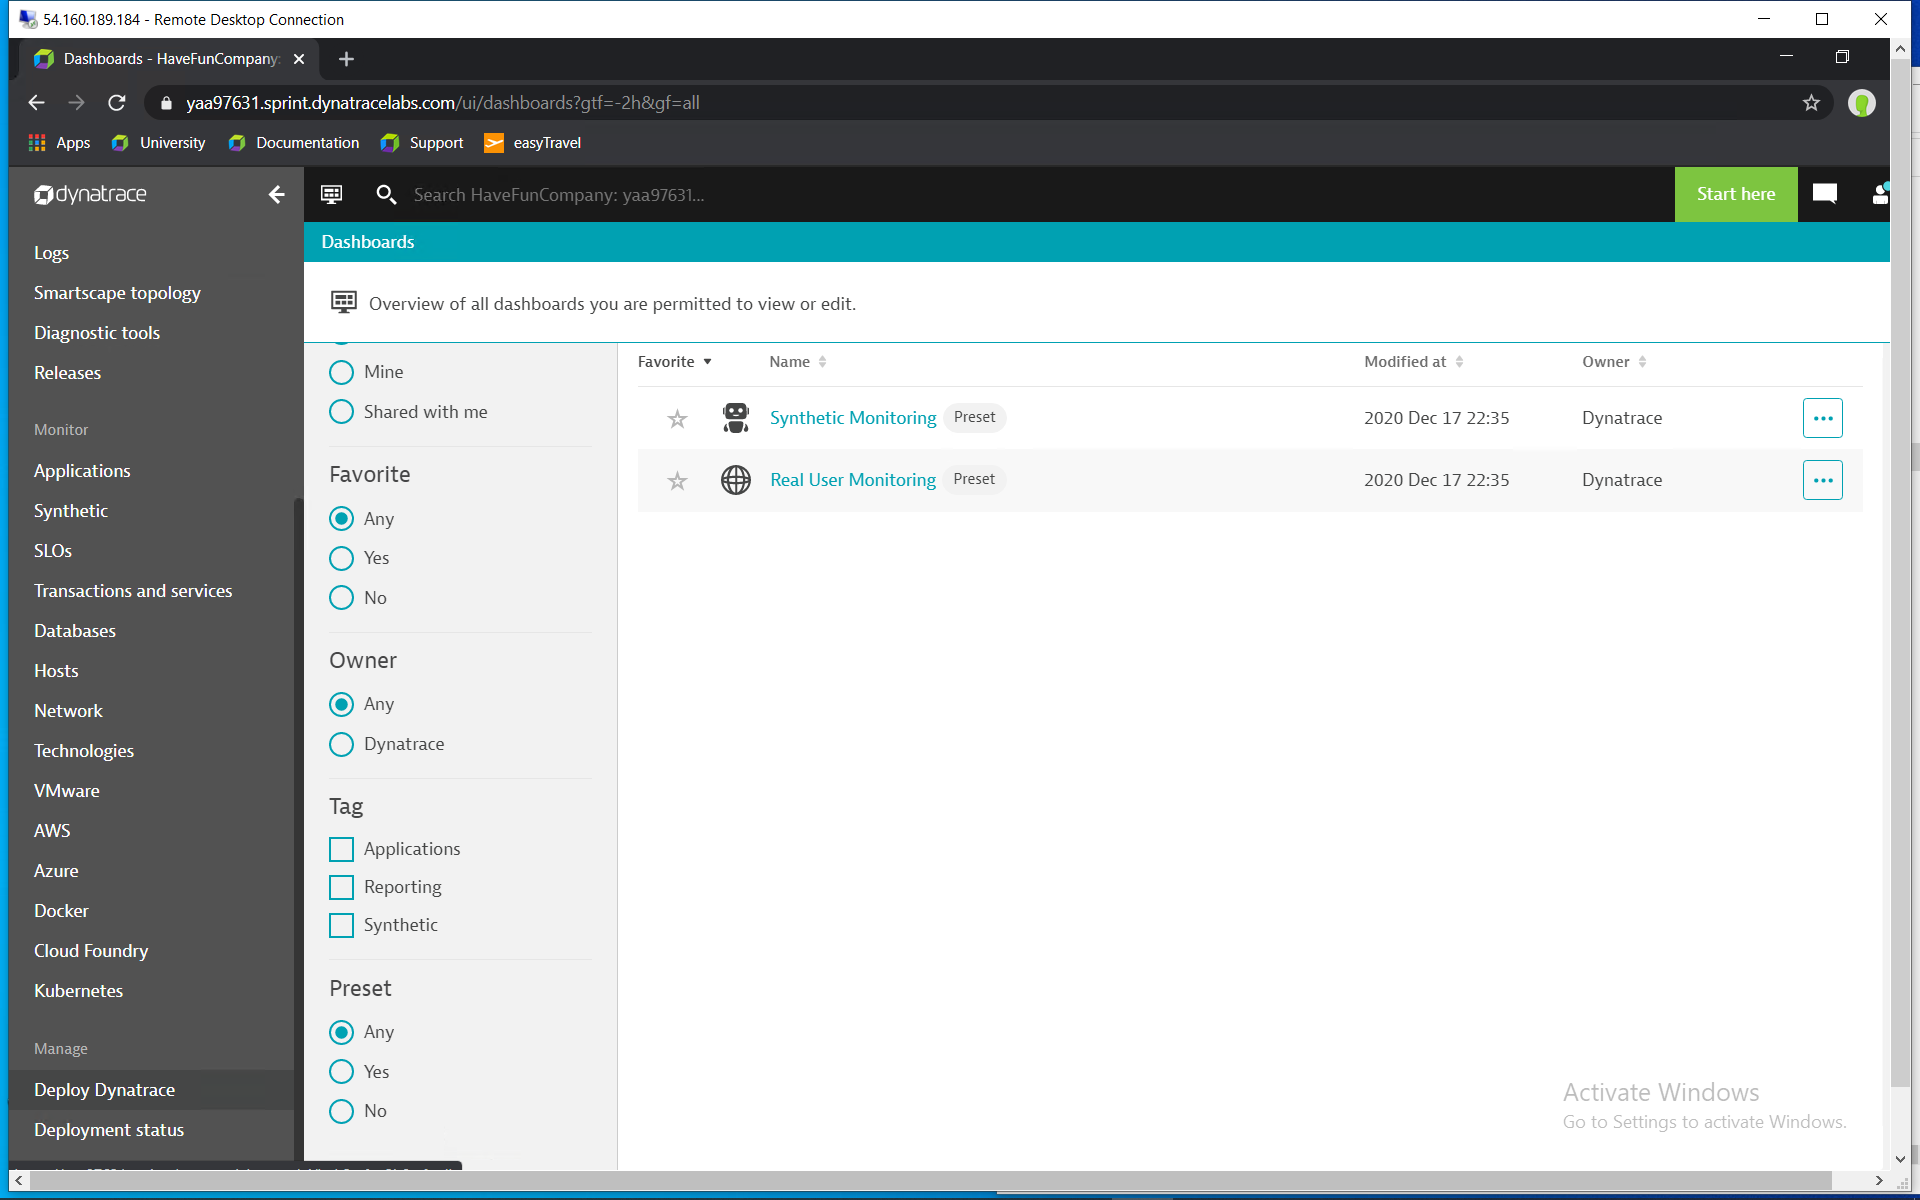 54.160.189.184 - Remote Desktop Connection
Dashboards - HaveFunCompany:
yaa97631.sprint.dynatracelabs.com/ui/dashboards?gtf=-2h&gf=all
Apps University Documentation Support easyTravel
dynatrace
Search HaveFunCompany: yaa97631...
Start here
Dashboards
Overview of all dashboards you are permitted to view or edit.
Logs
Smartscape topology
Diagnostic tools
Releases
Monitor
Applications
Synthetic
SLOs
Transactions and services
Databases
Hosts
Network
Technologies
VMware
AWS
Azure
Docker
Cloud Foundry
Kubernetes
Manage
Deploy Dynatrace
Deployment status
Mine
Shared with me
Favorite
Any
Yes
No
Owner
Any
Dynatrace
Tag
Applications
Reporting
Synthetic
Preset
Any
Yes
No
Favorite Name Modified at Owner
Synthetic Monitoring Preset 2020 Dec 17 22:35 Dynatrace
Real User Monitoring Preset 2020 Dec 17 22:35 Dynatrace
Activate Windows
Go to Settings to activate Windows.